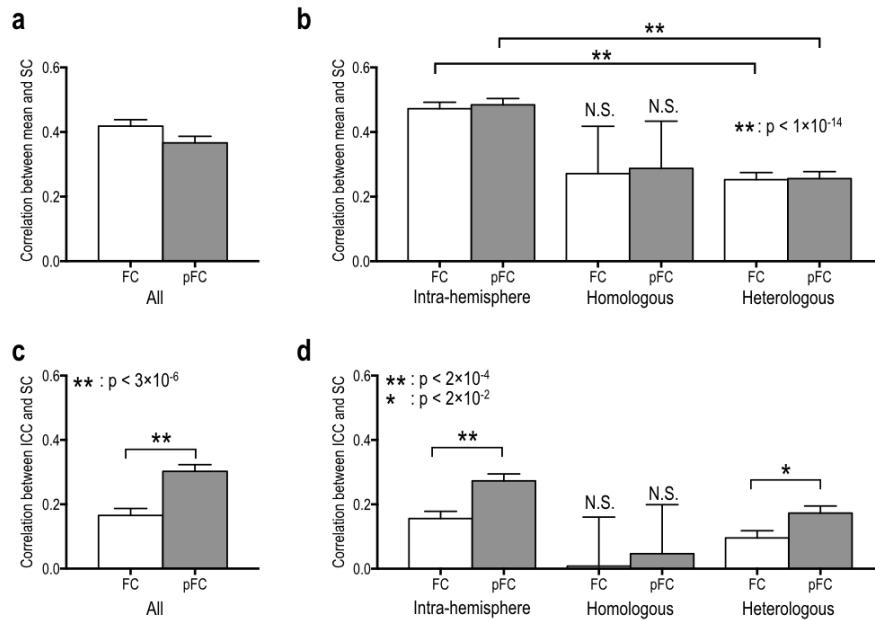 a
Correlation between mean and SC
0.6
0.4
0.2
0.0
FC
pFC
All
b
Correlation between mean and SC
0.6
0.4
0.2
0.0
**
**
N.S.
N.S.
**: p < 1×10-14
FC
pFC
FC
pFC
FC
pFC
Intra-hemisphere
Homologous
Heterologous
c
Correlation between ICC and SC
0.6
0.4
0.2
0.0
** : p < 3×10-6
**
FC
pFC
All
d
Correlation between ICC and SC
0.6
0.4
0.2
0.0
** : p < 2×10-4
* : p < 2×10-2
**
N.S.
N.S.
*
FC
pFC
FC
pFC
FC
pFC
Intra-hemisphere
Homologous
Heterologous